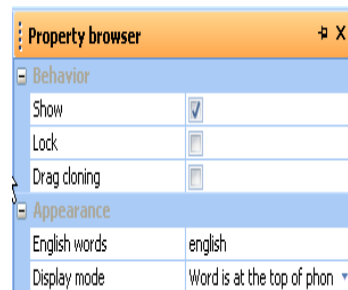 Property browser
Behavior
Show
Lock
Drag cloning
Appearance
English words english
Display mode Word is at the top of phon